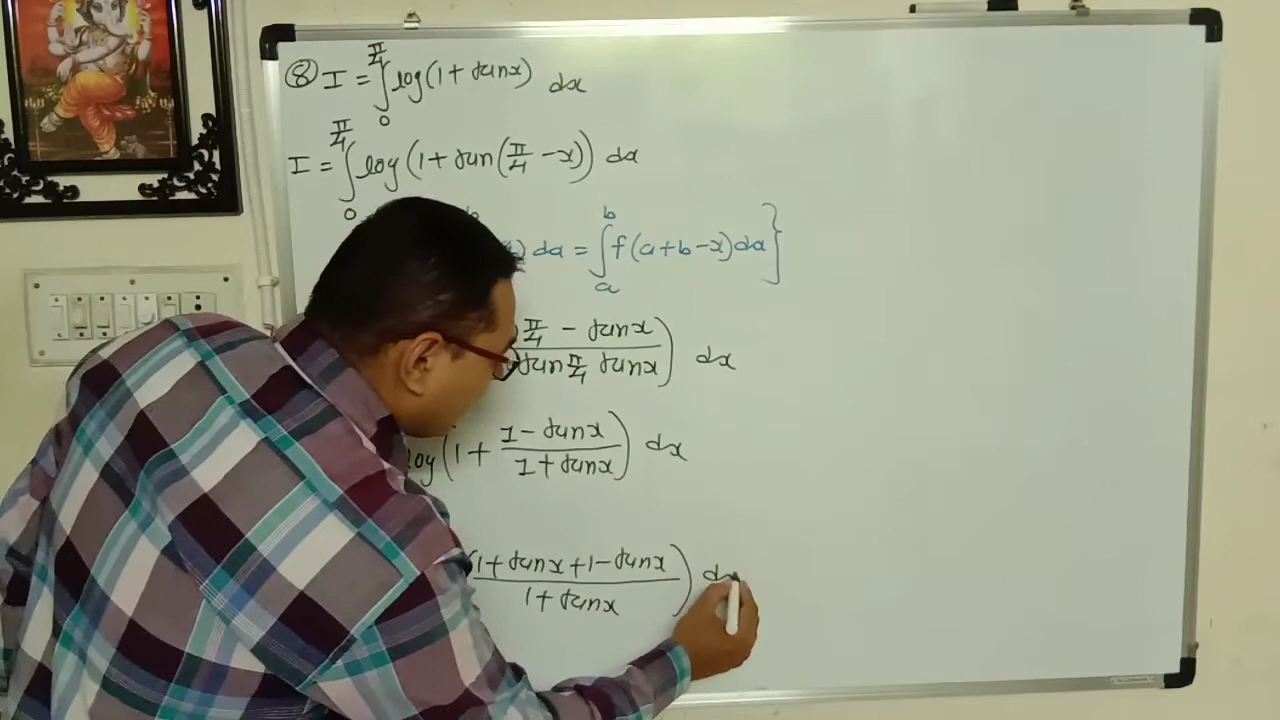 ⑧ I = ∫₀^(π/4) log(1 + tanx) dx
I = ∫₀^(π/4) log(1 + tan(π/4 − x)) dx
b) dx = ∫ₐᵇ f(a+b−x)dx}
π/4 − tanx / tan π/4 tanx) dx
log(1 + (1 − tanx)/(1 + tanx)) dx
(1 + tanx + 1 − tanx)/(1 + tanx)) dx